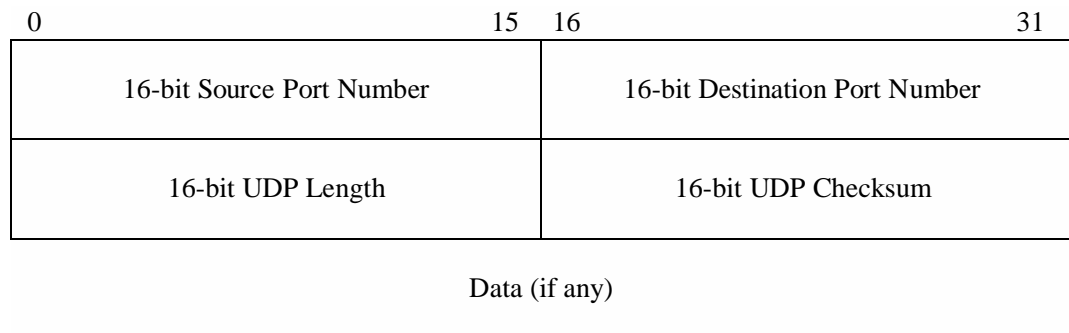 0 15 16 31
16-bit Source Port Number 16-bit Destination Port Number
16-bit UDP Length 16-bit UDP Checksum
Data (if any)